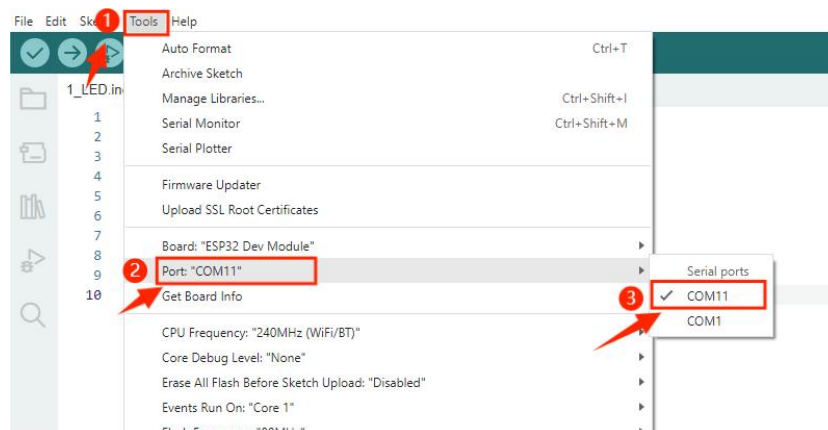 File Edit Ske 1 Tools Help
Auto Format Ctrl+T
Archive Sketch
1_LED.in Manage Libraries... Ctrl+Shift+I
1 Serial Monitor Ctrl+Shift+M
2
3 Serial Plotter
4
5 Firmware Updater
6 Upload SSL Root Certificates
7
8 Board: "ESP32 Dev Module"
9 2 Port: "COM11" Serial ports
10 Get Board Info 3 COM11
COM1
CPU Frequency: "240MHz (WiFi/BT)"
Core Debug Level: "None"
Erase All Flash Before Sketch Upload: "Disabled"
Events Run On: "Core 1"